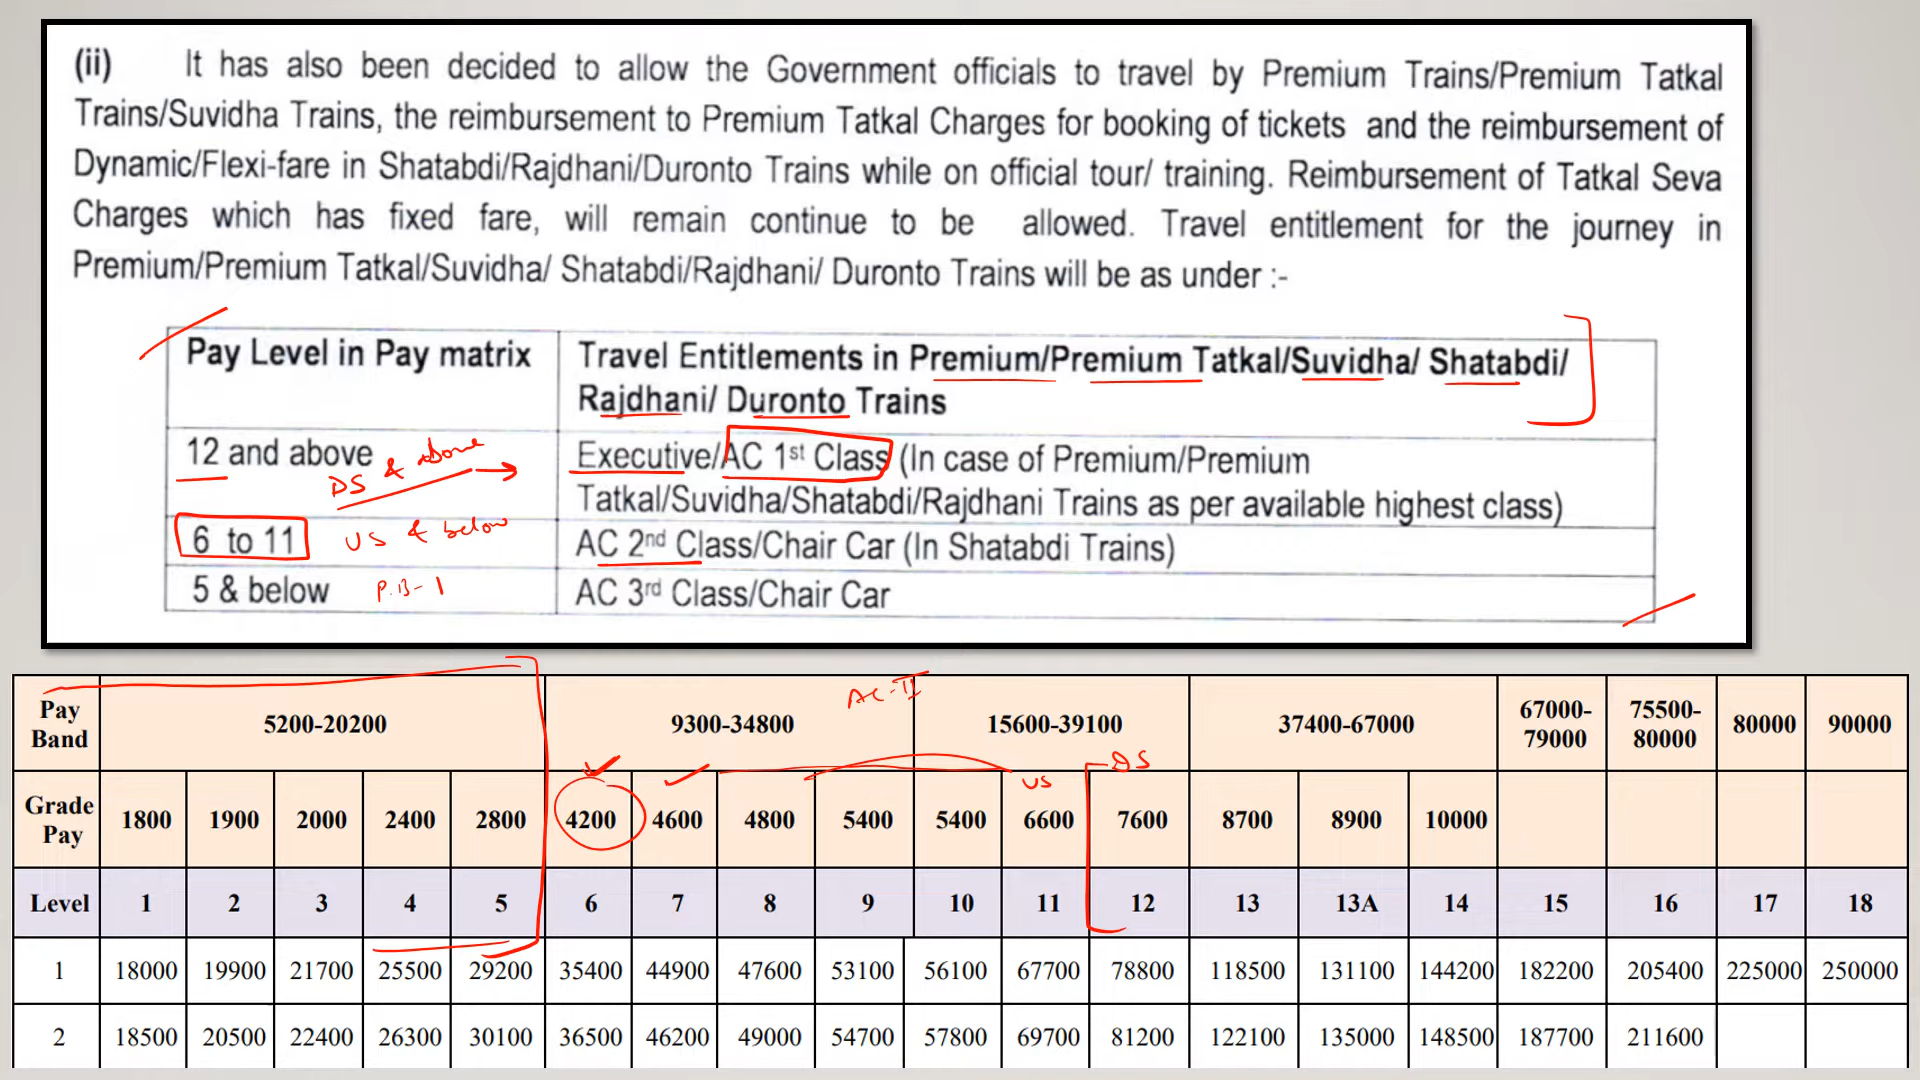 (ii) It has also been decided to allow the Government officials to travel by Premium Trains/Premium Tatkal
Trains/Suvidha Trains, the reimbursement to Premium Tatkal Charges for booking of tickets and the reimbursement of
Dynamic/Flexi-fare in Shatabdi/Rajdhani/Duronto Trains while on official tour/ training. Reimbursement of Tatkal Seva
Charges which has fixed fare, will remain continue to be allowed. Travel entitlement for the journey in
Premium/Premium Tatkal/Suvidha/ Shatabdi/Rajdhani/ Duronto Trains will be as under :-
Pay Level in Pay matrix
Travel Entitlements in Premium/Premium Tatkal/Suvidha/ Shatabdi/
Rajdhani/ Duronto Trains
12 and above
DS & above
Executive/AC 1st Class (In case of Premium/Premium
Tatkal/Suvidha/Shatabdi/Rajdhani Trains as per available highest class)
6 to 11
US & below
AC 2nd Class/Chair Car (In Shatabdi Trains)
5 & below
P.B-1
AC 3rd Class/Chair Car
AC-II
Pay Band 5200-20200 9300-34800 15600-39100 37400-67000 67000-79000 75500-80000 80000 90000
US DS
Grade Pay 1800 1900 2000 2400 2800 4200 4600 4800 5400 5400 6600 7600 8700 8900 10000
Level 1 2 3 4 5 6 7 8 9 10 11 12 13 13A 14 15 16 17 18
1 18000 19900 21700 25500 29200 35400 44900 47600 53100 56100 67700 78800 118500 131100 144200 182200 205400 225000 250000
2 18500 20500 22400 26300 30100 36500 46200 49000 54700 57800 69700 81200 122100 135000 148500 187700 211600